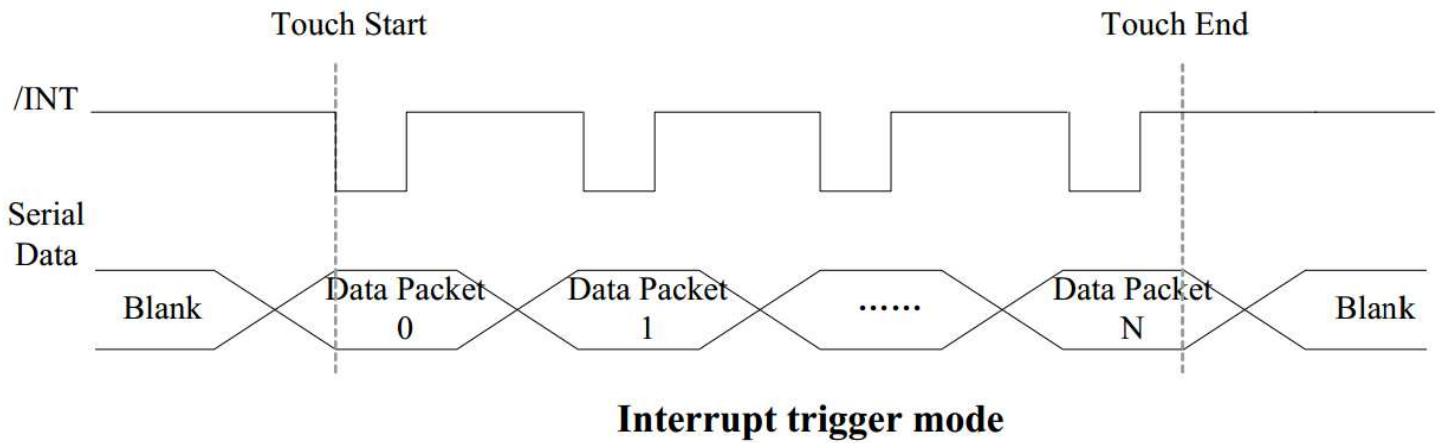 Touch Start
Touch End
/INT
Serial
Data
Blank
Data Packet
0
Data Packet
1
......
Data Packet
N
Blank
Interrupt trigger mode